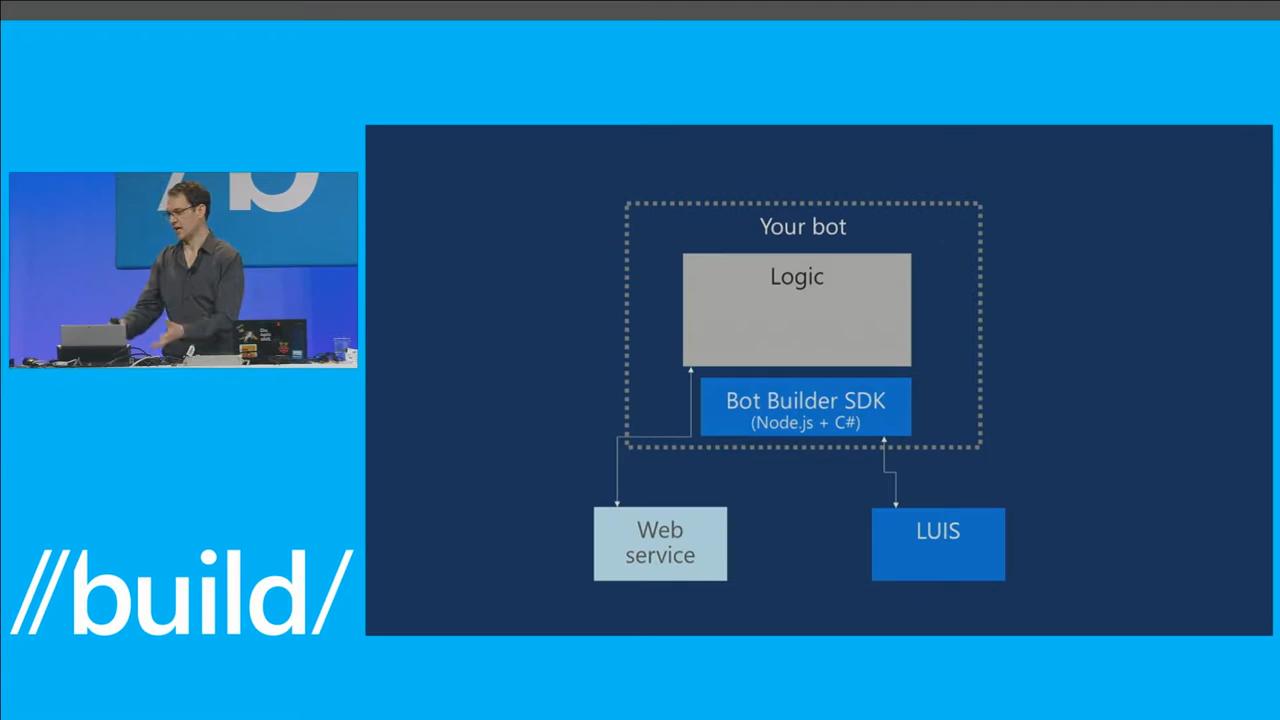 Your bot
Logic
Bot Builder SDK
(Node.js + C#)
Web
service
LUIS
//build/